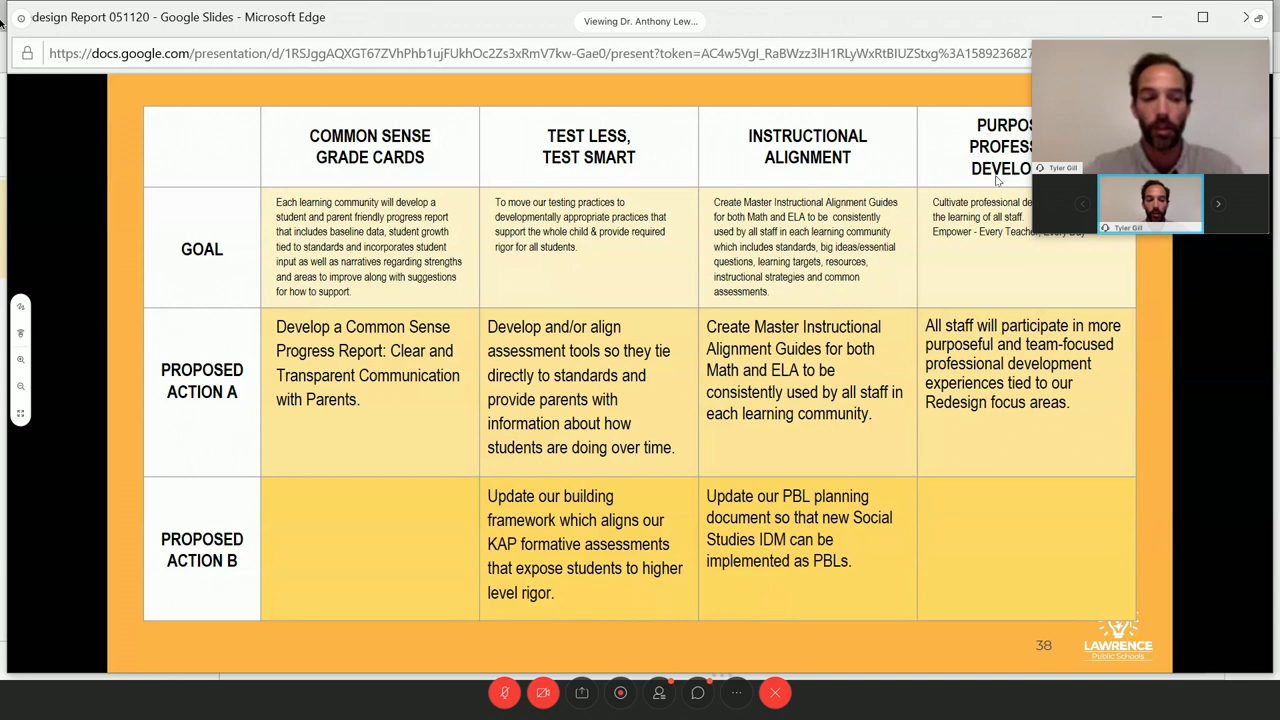 design Report 051120 - Google Slides - Microsoft Edge
Viewing Dr. Anthony Lew...
https://docs.google.com/presentation/d/1RSJggAQXGT67ZVhPhb1ujFUkhOc2Zs3xRmV7kw-Gae0/present?token=AC4w5VgI_RaBWzz3lH1RLyWxRtBIUZStxg%3A1589236827
COMMON SENSE
GRADE CARDS
TEST LESS,
TEST SMART
INSTRUCTIONAL
ALIGNMENT
PURPO
PROFES
DEVELO
Tyler Gill
Tyler Gill
GOAL
Each learning community will develop a
student and parent friendly progress report
that includes baseline data, student growth
tied to standards and incorporates student
input as well as narratives regarding strengths
and areas to improve along with suggestions
for how to support.
To move our testing practices to
developmentally appropriate practices that
support the whole child & provide required
rigor for all students.
Create Master Instructional Alignment Guides
for both Math and ELA to be consistently
used by all staff in each learning community
which includes standards, big ideas/essential
questions, learning targets, resources,
instructional strategies and common
assessments.
Cultivate professional de
the learning of all staff.
Empower - Every Teacher, Every Day
PROPOSED
ACTION A
Develop a Common Sense
Progress Report: Clear and
Transparent Communication
with Parents.
Develop and/or align
assessment tools so they tie
directly to standards and
provide parents with
information about how
students are doing over time.
Create Master Instructional
Alignment Guides for both
Math and ELA to be
consistently used by all staff in
each learning community.
All staff will participate in more
purposeful and team-focused
professional development
experiences tied to our
Redesign focus areas.
PROPOSED
ACTION B
Update our building
framework which aligns our
KAP formative assessments
that expose students to higher
level rigor.
Update our PBL planning
document so that new Social
Studies IDM can be
implemented as PBLs.
38
LAWRENCE
Public Schools